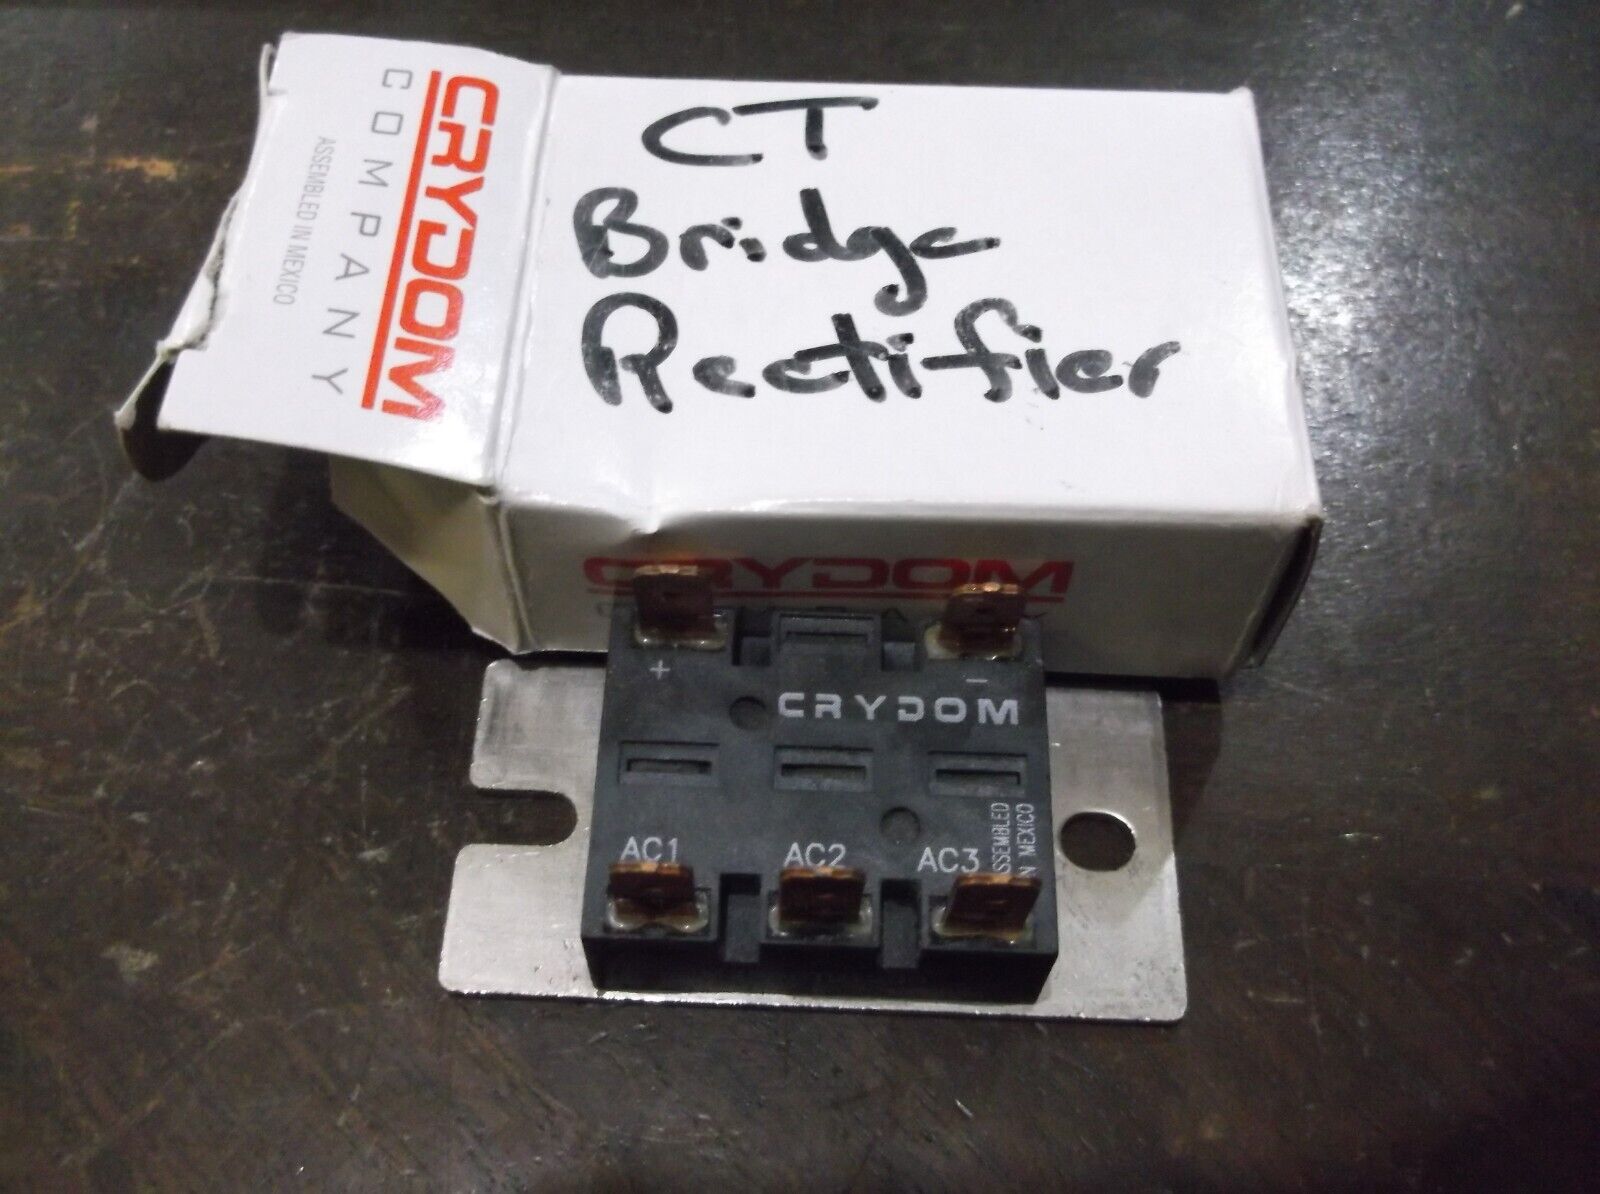 CRYDOM
COMPANY
ASSEMBLED IN MEXICO
CT
Bridge
Rectifier
CRYDOM
+
−
CRYDOM
AC1
AC2
AC3
ASSEMBLED
IN MEXICO